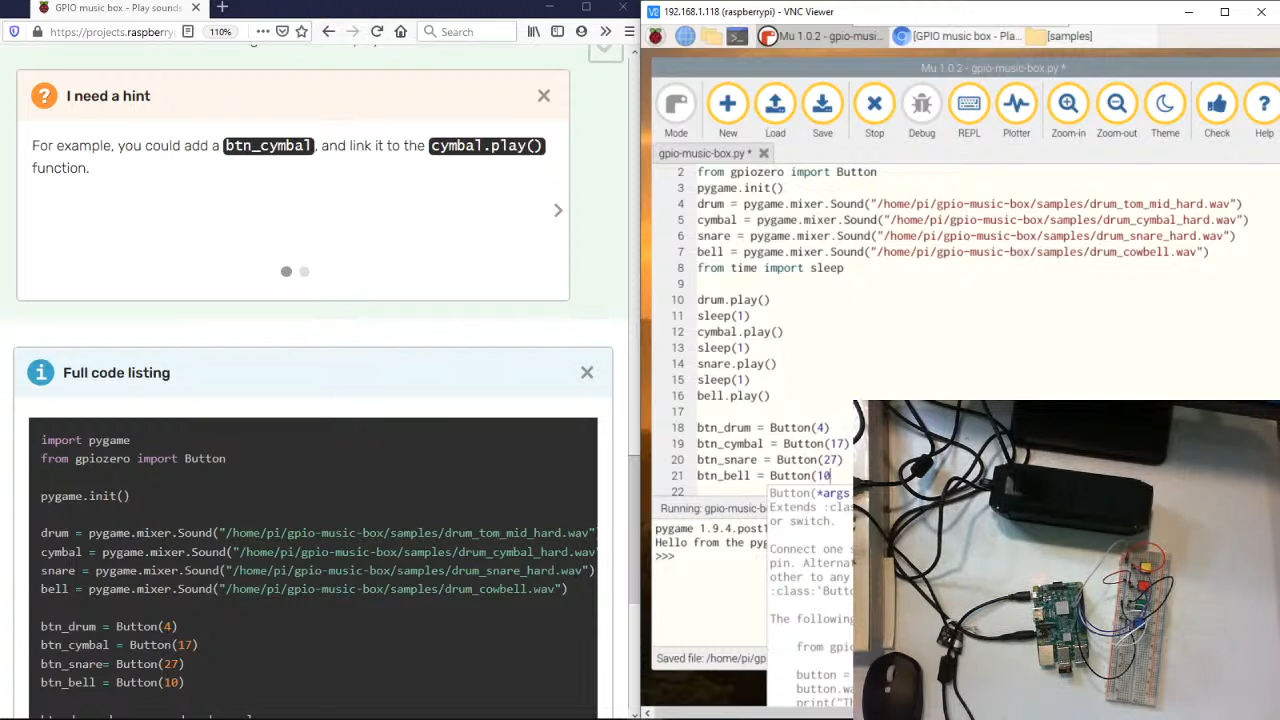 GPIO music box - Play sounds
192.168.1.118 (raspberrypi) - VNC Viewer
https://projects.raspberry
110%
Search
Mu 1.0.2 - gpio-musi...
[GPIO music box - Pla...
[samples]
Mu 1.0.2 - gpio-music-box.py *
I need a hint
For example, you could add a btn_cymbal, and link it to the cymbal.play()
function.
Full code listing
import pygame
from gpiozero import Button
pygame.init()
drum = pygame.mixer.Sound("/home/pi/gpio-music-box/samples/drum_tom_mid_hard.wav"
cymbal = pygame.mixer.Sound("/home/pi/gpio-music-box/samples/drum_cymbal_hard.wav"
snare = pygame.mixer.Sound("/home/pi/gpio-music-box/samples/drum_snare_hard.wav")
bell = pygame.mixer.Sound("/home/pi/gpio-music-box/samples/drum_cowbell.wav")
btn_drum = Button(4)
btn_cymbal = Button(17)
btn_snare= Button(27)
btn_bell = Button(10)
Mode New Load Save Stop Debug REPL Plotter Zoom-in Zoom-out Theme Check Help
gpio-music-box.py *
2 from gpiozero import Button
3 pygame.init()
4 drum = pygame.mixer.Sound("/home/pi/gpio-music-box/samples/drum_tom_mid_hard.wav")
5 cymbal = pygame.mixer.Sound("/home/pi/gpio-music-box/samples/drum_cymbal_hard.wav")
6 snare = pygame.mixer.Sound("/home/pi/gpio-music-box/samples/drum_snare_hard.wav")
7 bell = pygame.mixer.Sound("/home/pi/gpio-music-box/samples/drum_cowbell.wav")
8 from time import sleep
9
10 drum.play()
11 sleep(1)
12 cymbal.play()
13 sleep(1)
14 snare.play()
15 sleep(1)
16 bell.play()
17
18 btn_drum = Button(4)
19 btn_cymbal = Button(17)
20 btn_snare = Button(27)
21 btn_bell = Button(10
22
Button(*args
Extends :clas
or switch.
Connect one s
pin. Alternat
other to any
:class:`Butto
The following
from gpio
button =
button.wa
print("Th
Running: gpio-music-bo
pygame 1.9.4.post1
Hello from the pyg
>>>
Saved file: /home/pi/gp